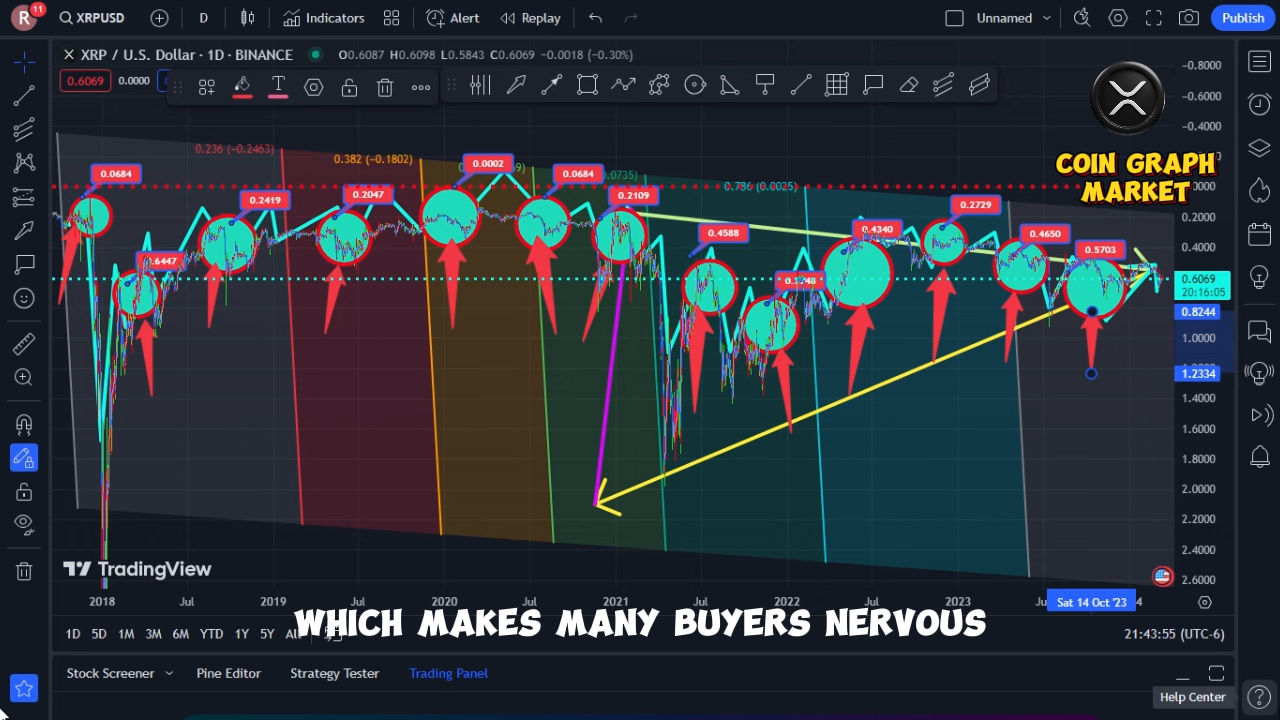 R
11
XRPUSD
D
Indicators
Alert
Replay
Unnamed
Publish
XRP / U.S. Dollar · 1D · BINANCE
O0.6087 H0.6098 L0.5843 C0.6069 −0.0018 (−0.30%)
0.6069
0.0000
T
COIN GRAPH
MARKET
0.236 (−0.2463)
0.382 (−0.1802)
0.786 (0.0025)
0.0684
0.6447
0.2419
0.2047
0.0002
0.0684
0.2109
0.4588
0.4340
0.2729
0.4650
0.5703
−0.8000
−0.6000
−0.4000
0.2000
0.4000
0.6069
20:16:05
0.8244
1.0000
1.2334
1.4000
1.6000
1.8000
2.0000
2.2000
2.4000
2.6000
TradingView
2018
Jul
2019
Jul
2020
Jul
2021
Jul
2022
Jul
2023
Sat 14 Oct '23
WHICH MAKES MANY BUYERS NERVOUS
1D 5D 1M 3M 6M YTD 1Y 5Y
21:43:55 (UTC-6)
Stock Screener
Pine Editor
Strategy Tester
Trading Panel
Help Center